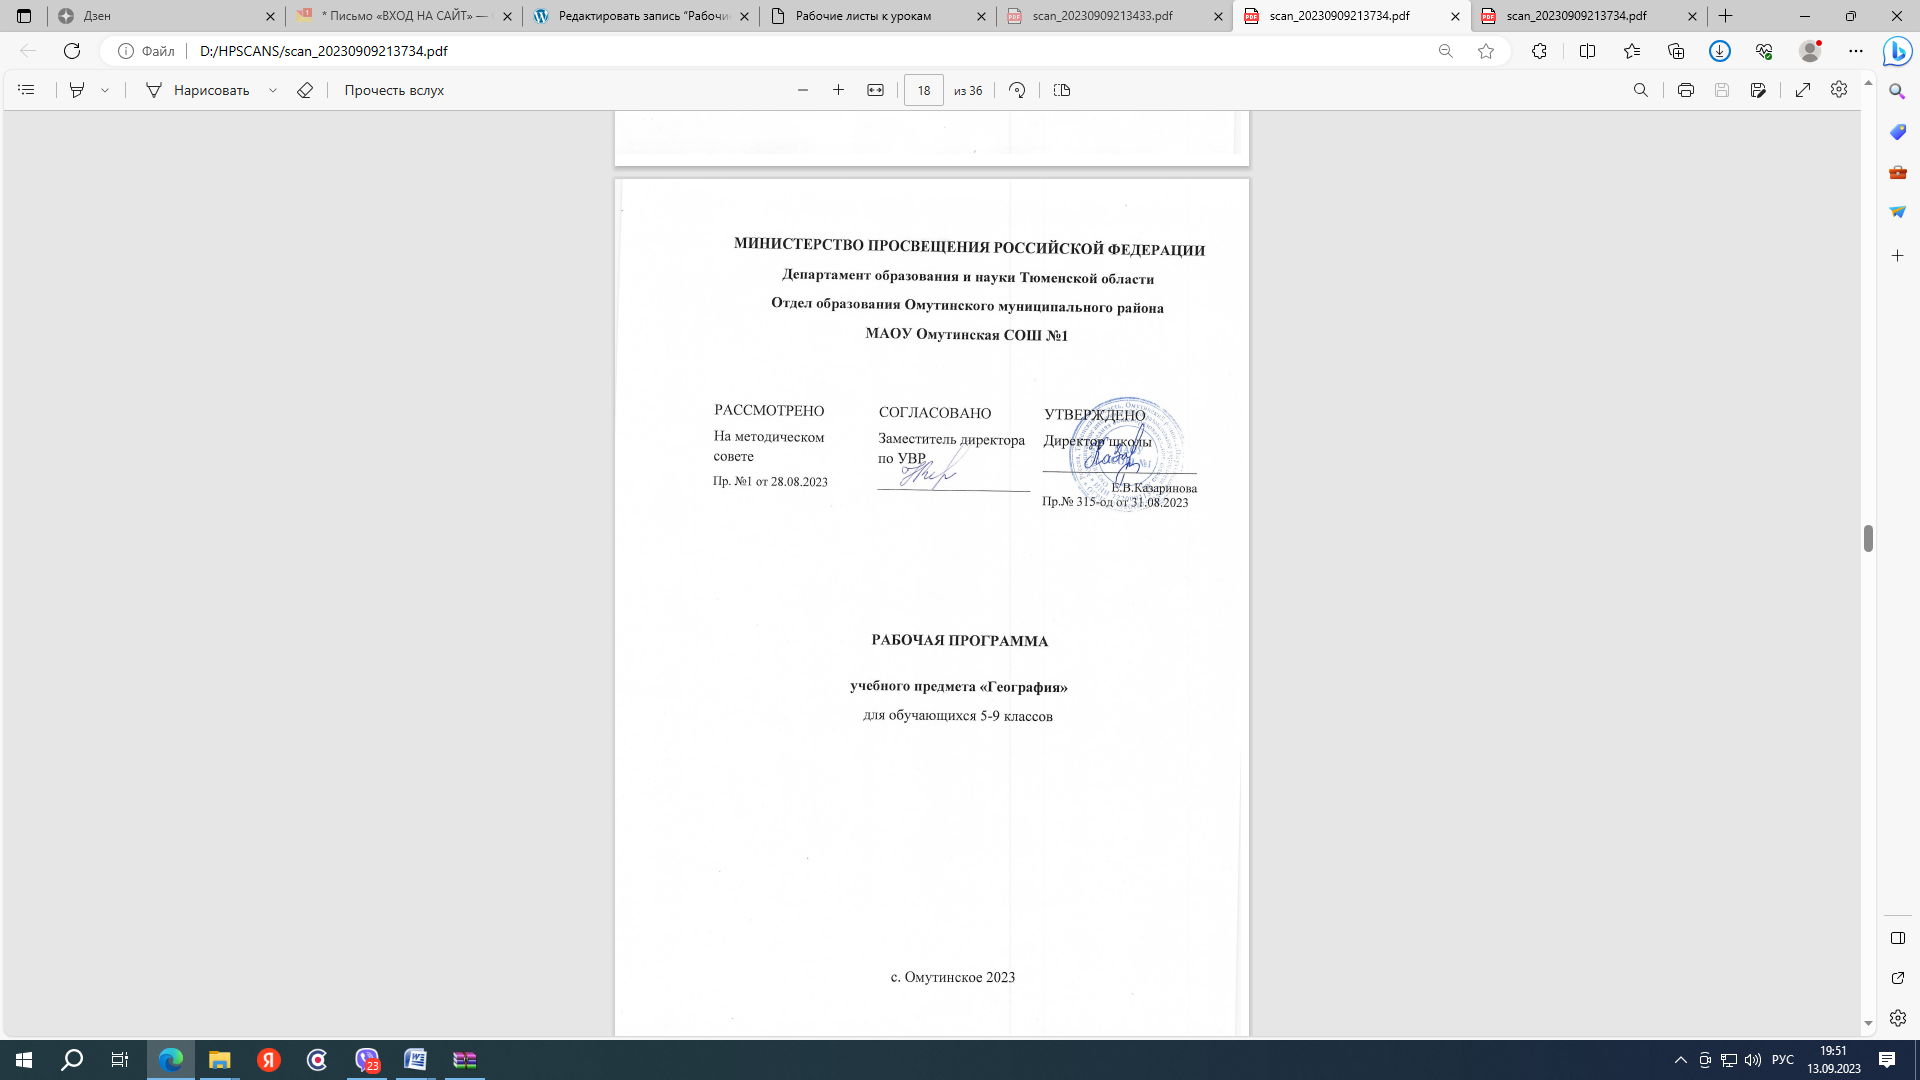 Дзен
* Письмо «ВХОД НА САЙТ» —
Редактировать запись "Рабочи
Рабочие листы к урокам
scan_20230909213433.pdf
scan_20230909213734.pdf
scan_20230909213734.pdf
Файл
D:/HPSCANS/scan_20230909213734.pdf
Нарисовать
Прочесть вслух
18
из 36
МИНИСТЕРСТВО ПРОСВЕЩЕНИЯ РОССИЙСКОЙ ФЕДЕРАЦИИ
Департамент образования и науки Тюменской области
Отдел образования Омутинского муниципального района
МАОУ Омутинская СОШ №1
РАССМОТРЕНО
На методическом
совете
Пр. №1 от 28.08.2023
СОГЛАСОВАНО
Заместитель директора
по УВР
УТВЕРЖДЕНО
Директор школы
Е.В.Казаринова
Пр.№ 315-од от 31.08.2023
РАБОЧАЯ ПРОГРАММА
учебного предмета «География»
для обучающихся 5-9 классов
с. Омутинское 2023
23
РУС
19:51
13.09.2023